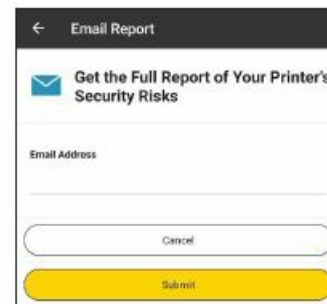 Email Report
Get the Full Report of Your Printer's
Security Risks
Email Address
Cancel
Submit